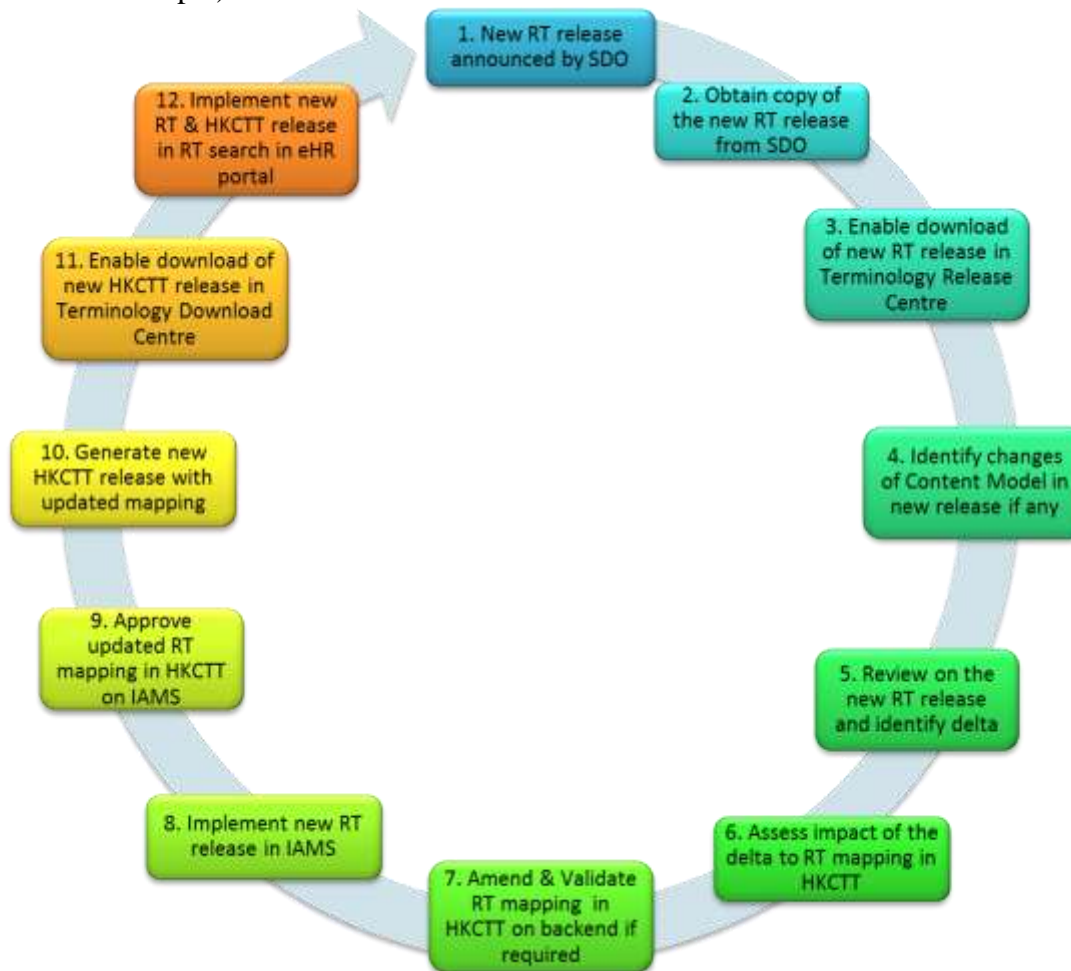 1. New RT release
announced by SDO
2. Obtain copy of
the new RT release
from SDO
3. Enable download
of new RT release in
Terminology Release
Centre
4. Identify changes
of Content Model in
new release if any
5. Review on the
new RT release
and identify delta
6. Assess impact of the
delta to RT mapping in
HKCTT
7. Amend & Validate
RT mapping in
HKCTT on backend if
required
8. Implement new RT
release in IAMS
9. Approve
updated RT
mapping in HKCTT
on IAMS
10. Generate new
HKCTT release with
updated mapping
11. Enable download of
new HKCTT release in
Terminology Download
Centre
12. Implement new
RT & HKCTT release
in RT search in eHR
portal